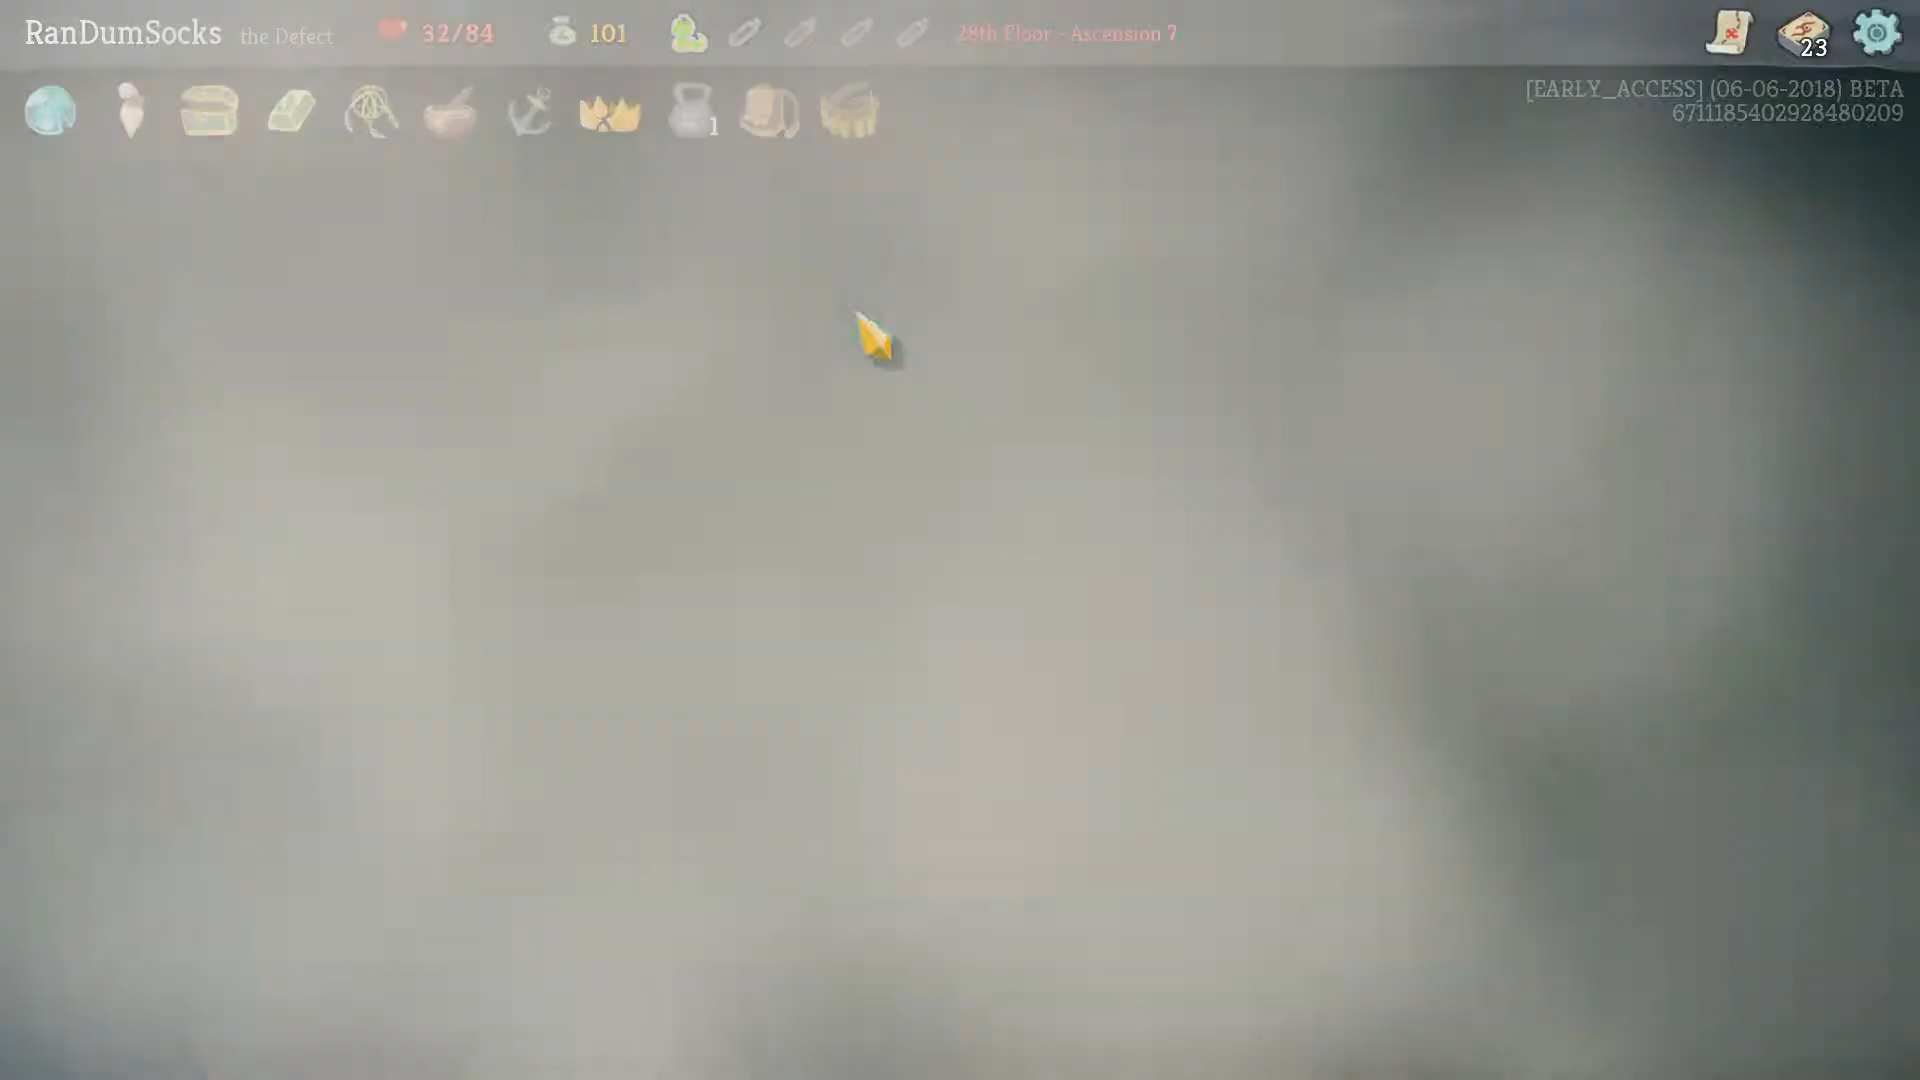 RanDumSocks the Defect 32/84 101 28th Floor - Ascension 7 23
[EARLY_ACCESS] (06-06-2018) BETA
6711185402928480209
1